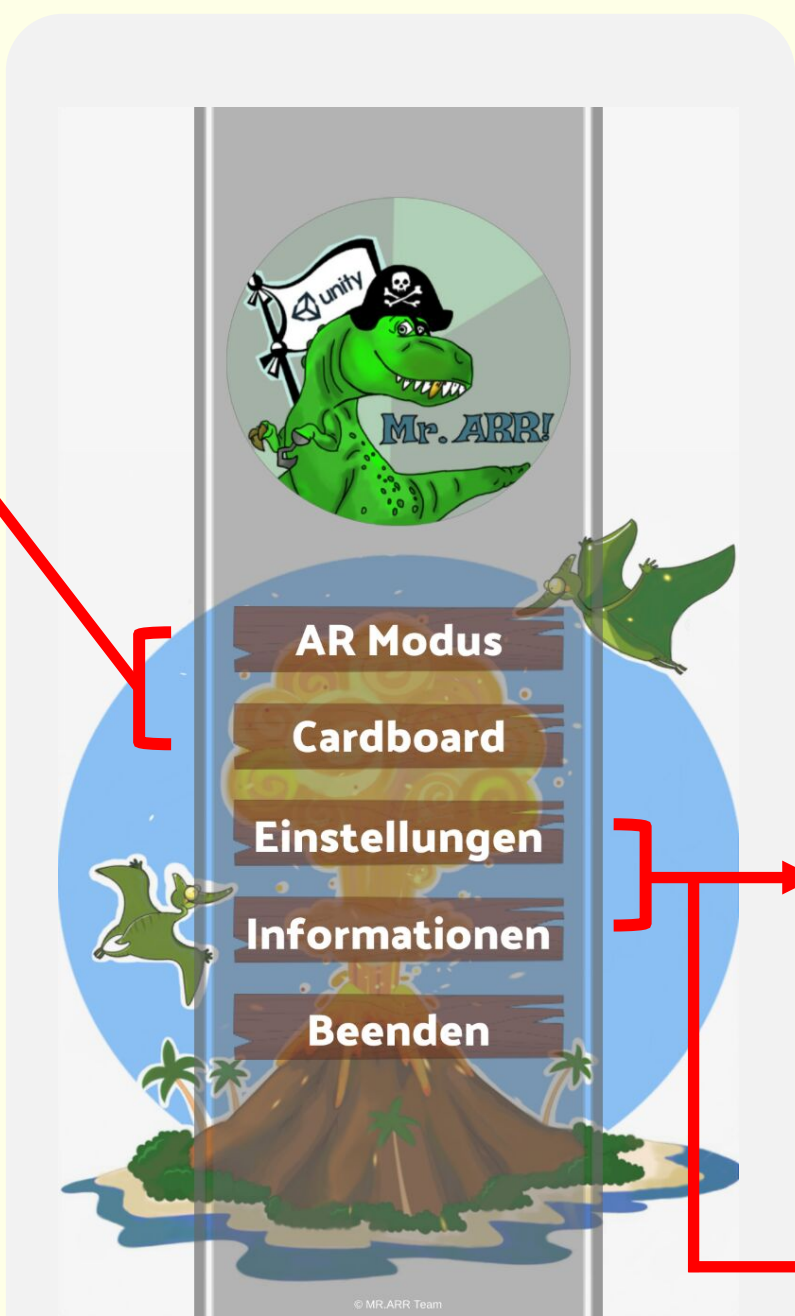 unity
Mr. ARR!
AR Modus
Cardboard
Einstellungen
Informationen
Beenden
© MR.ARR Team